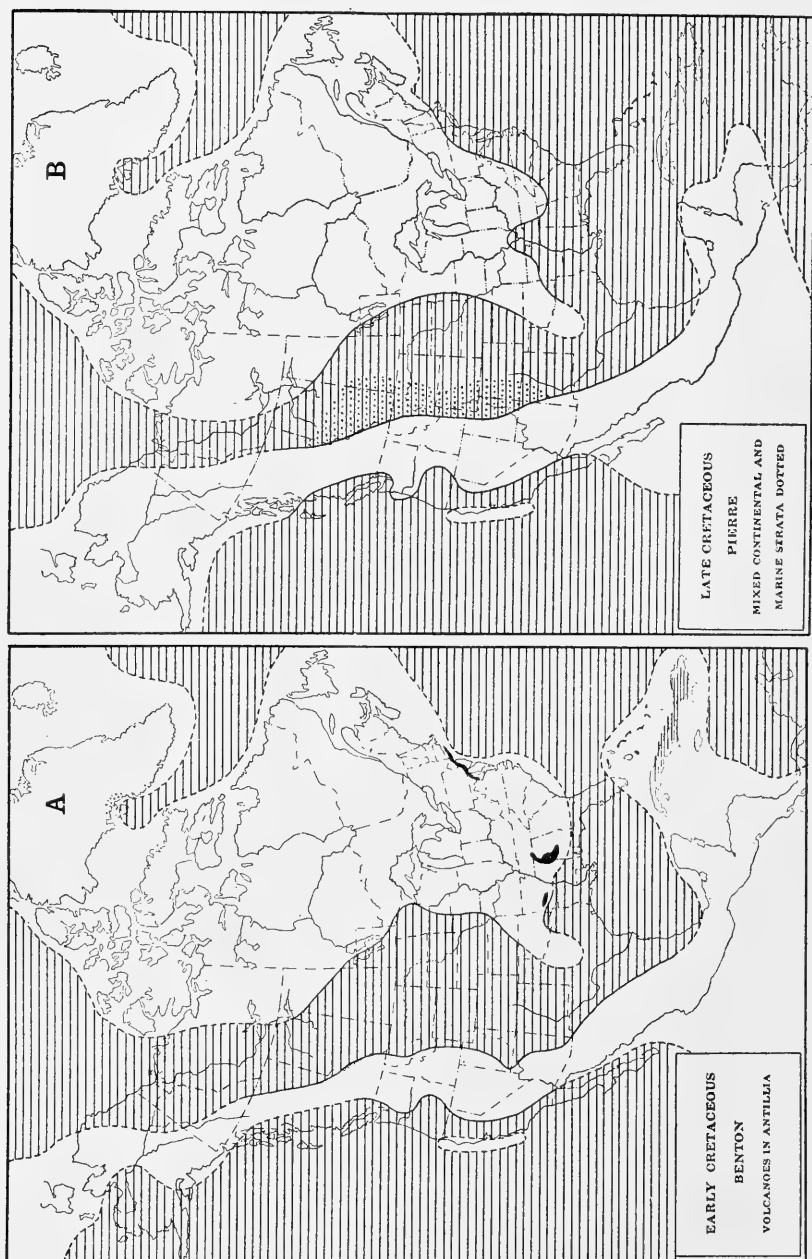 A
EARLY CRETACEOUS
BENTON
VOLCANOES IN ANTILLIA
B
LATE CRETACEOUS
PIERRE
MIXED CONTINENTAL AND
MARINE STRATA DOTTED